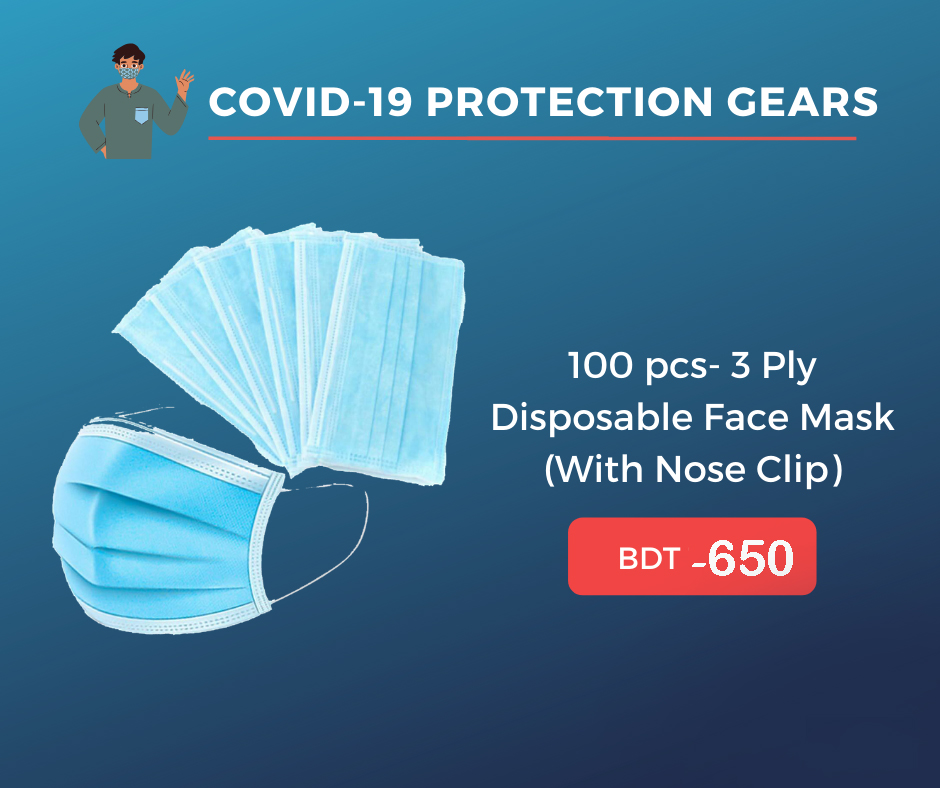 COVID-19 PROTECTION GEARS
100 pcs- 3 Ply
Disposable Face Mask
(With Nose Clip)
BDT -650